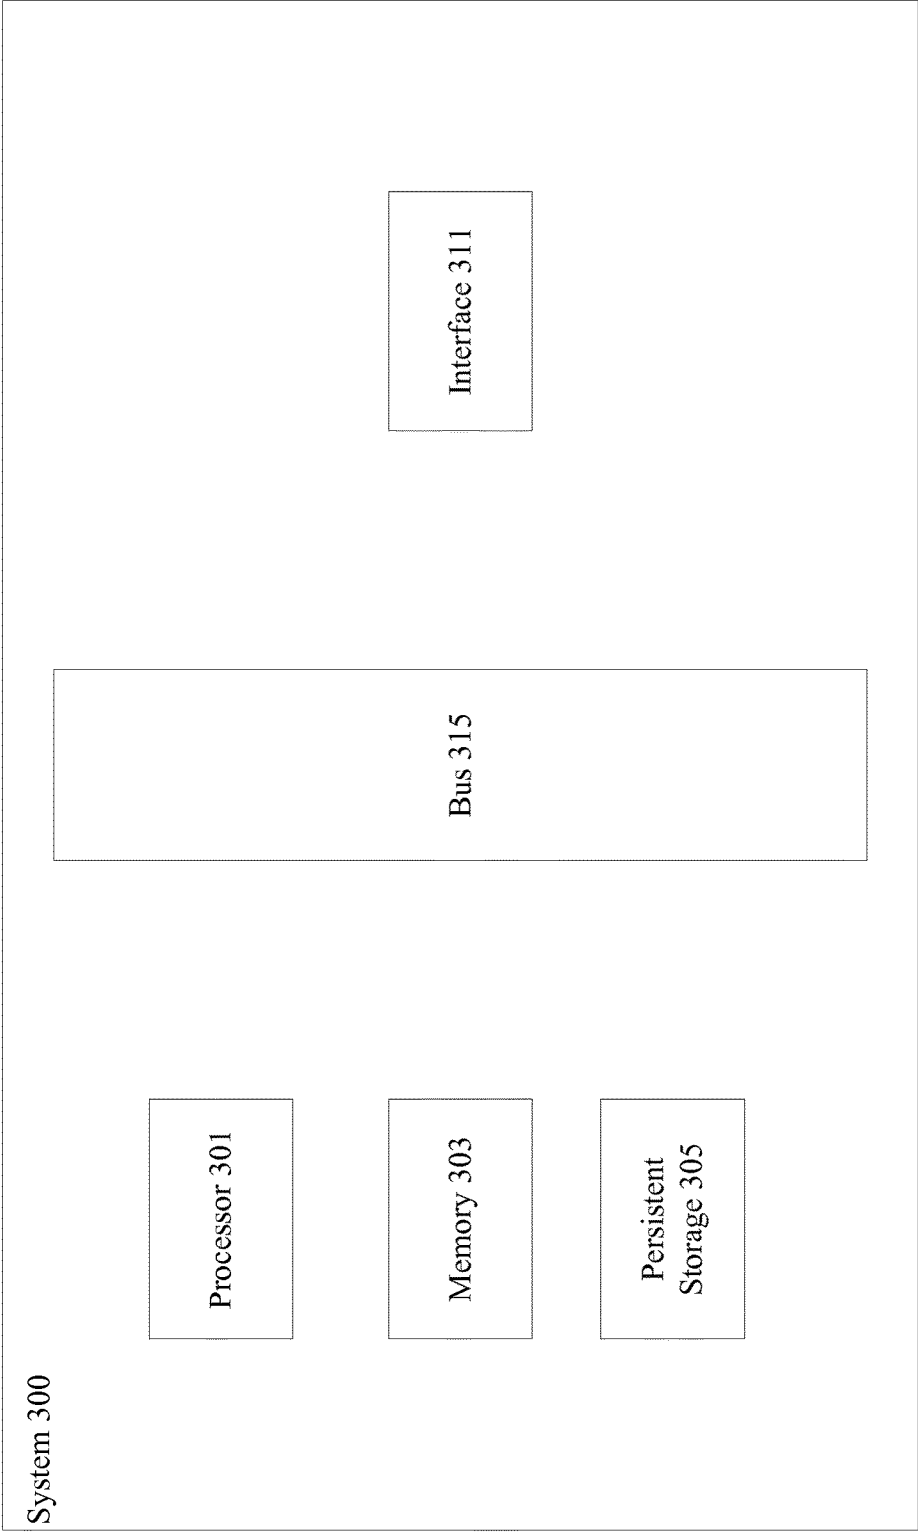 System 300
Processor 301
Memory 303
Persistent
Storage 305
Bus 315
Interface 311